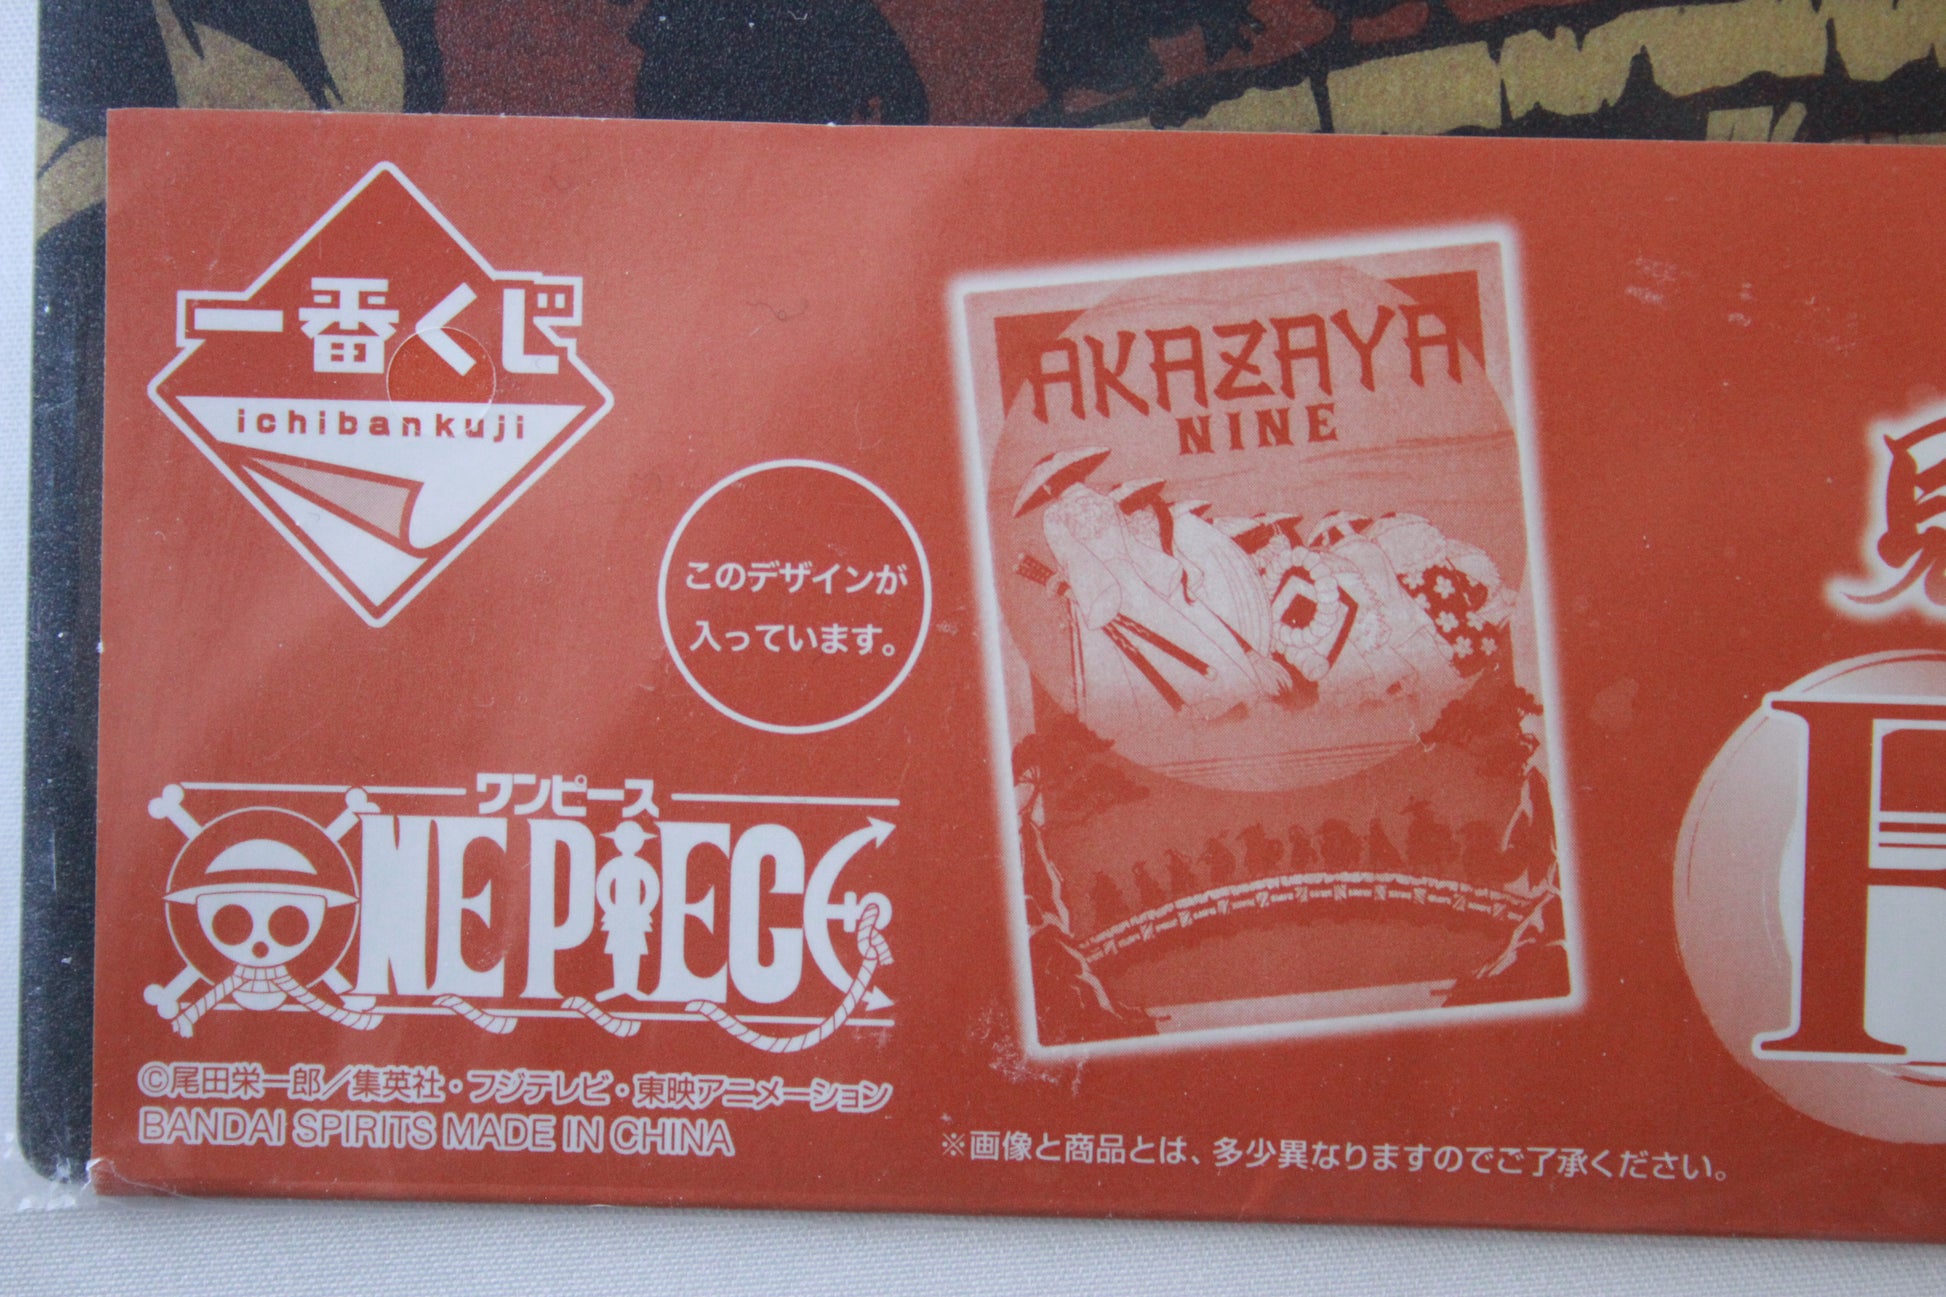 一番くじ
ichibankuji
このデザインが
入っています。
AKAZAYA
NINE
ワンピース
ONE PIECE
©尾田栄一郎／集英社・フジテレビ・東映アニメーション
BANDAI SPIRITS MADE IN CHINA
※画像と商品とは、多少異なりますのでご了承ください。